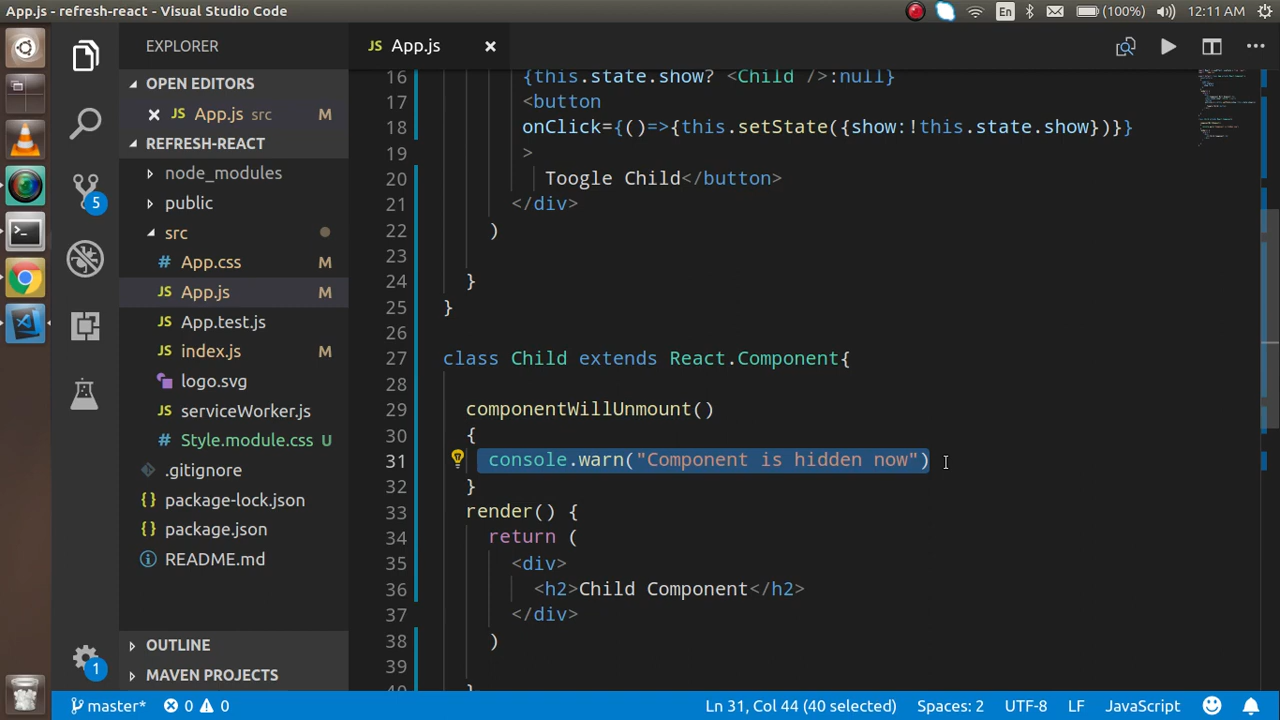 App.js - refresh-react - Visual Studio Code
En
(100%)
12:11 AM
EXPLORER
OPEN EDITORS
JS App.js src M
REFRESH-REACT
node_modules
public
src
# App.css M
JS App.js M
JS App.test.js
JS index.js M
logo.svg
JS serviceWorker.js
# Style.module.css U
.gitignore
{} package-lock.json
{} package.json
README.md
OUTLINE
MAVEN PROJECTS
5
1
JS App.js
16 {this.state.show? <Child />:null}
17 <button
18 onClick={()=>{this.setState({show:!this.state.show})}}
19 >
20 Toogle Child</button>
21 </div>
22 )
23
24 }
25 }
26
27 class Child extends React.Component{
28
29 componentWillUnmount()
30 {
31 console.warn("Component is hidden now")
32 }
33 render() {
34 return (
35 <div>
36 <h2>Child Component</h2>
37 </div>
38 )
39
40 }
master* 0 0
Ln 31, Col 44 (40 selected) Spaces: 2 UTF-8 LF JavaScript